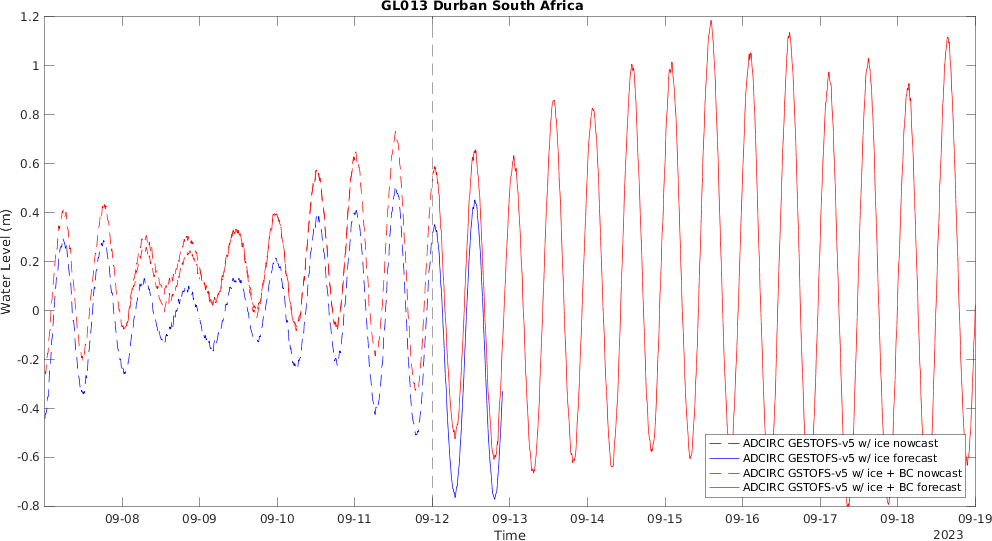 GL013 Durban South Africa
1.2
1
0.8
0.6
0.4
0.2
0
-0.2
-0.4
-0.6
-0.8
Water Level (m)
ADCIRC GESTOFS-v5 w/ ice nowcast
ADCIRC GESTOFS-v5 w/ ice forecast
ADCIRC GSTOFS-v5 w/ ice + BC nowcast
ADCIRC GSTOFS-v5 w/ ice + BC forecast
09-08 09-09 09-10 09-11 09-12 09-13 09-14 09-15 09-16 09-17 09-18 09-19
Time
2023